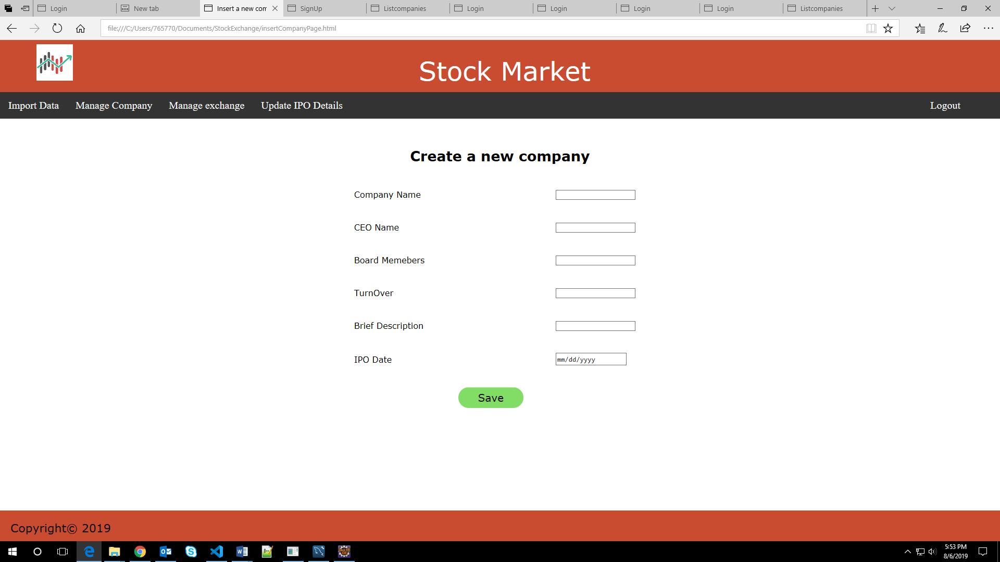 Login New tab Insert a new con SignUp Listcompanies Login Login Login Login Listcompanies
file:///C:/Users/765770/Documents/StockExchange/insertCompanyPage.html
Stock Market
Import Data Manage Company Manage exchange Update IPO Details Logout
Create a new company
Company Name
CEO Name
Board Memebers
TurnOver
Brief Description
IPO Date mm/dd/yyyy
Save
Copyright© 2019
5:53 PM
8/6/2019